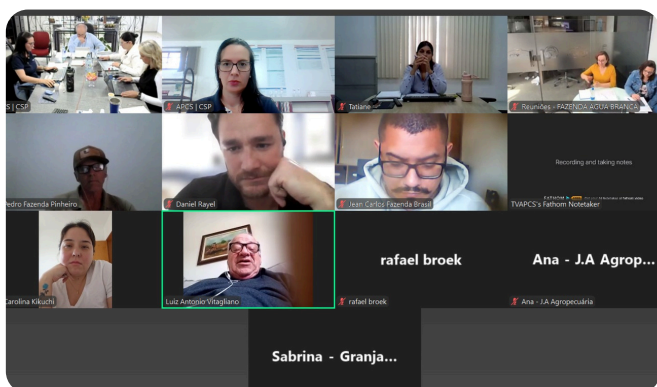 S | CSP
APCS | CSP
Tatiane
Reuniões - FAZENDA AGUA BRANCA
Pedro Fazenda Pinheiro
Daniel Rayel
Jean Carlos Fazenda Brasil
Recording and taking notes
TVAPCS's Fathom Notetaker
Carolina Kikuchi
Luiz Antonio Vitagliano
rafael broek
rafael broek
Ana - J.A Agrop...
Ana - J.A Agropecuária
Sabrina - Granja...